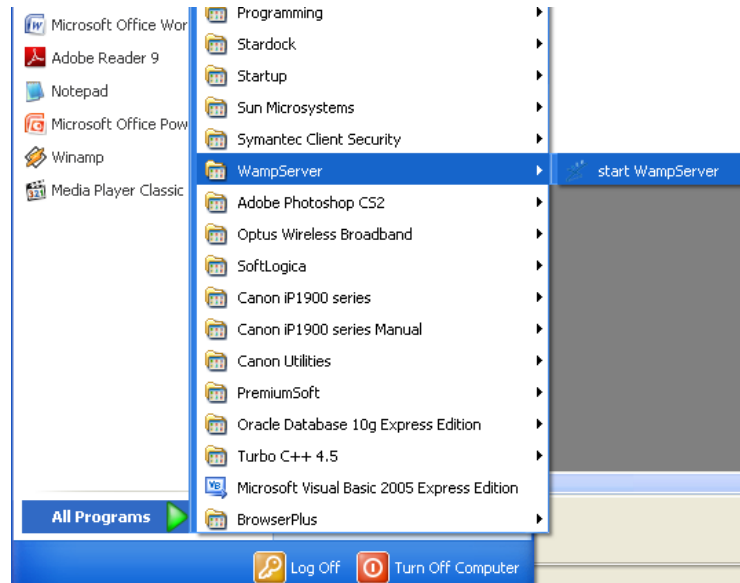 Microsoft Office Wor
Adobe Reader 9
Notepad
Microsoft Office Pow
Winamp
Media Player Classic
All Programs
Programming
Stardock
Startup
Sun Microsystems
Symantec Client Security
WampServer
Adobe Photoshop CS2
Optus Wireless Broadband
SoftLogica
Canon iP1900 series
Canon iP1900 series Manual
Canon Utilities
PremiumSoft
Oracle Database 10g Express Edition
Turbo C++ 4.5
Microsoft Visual Basic 2005 Express Edition
BrowserPlus
start WampServer
Log Off
Turn Off Computer